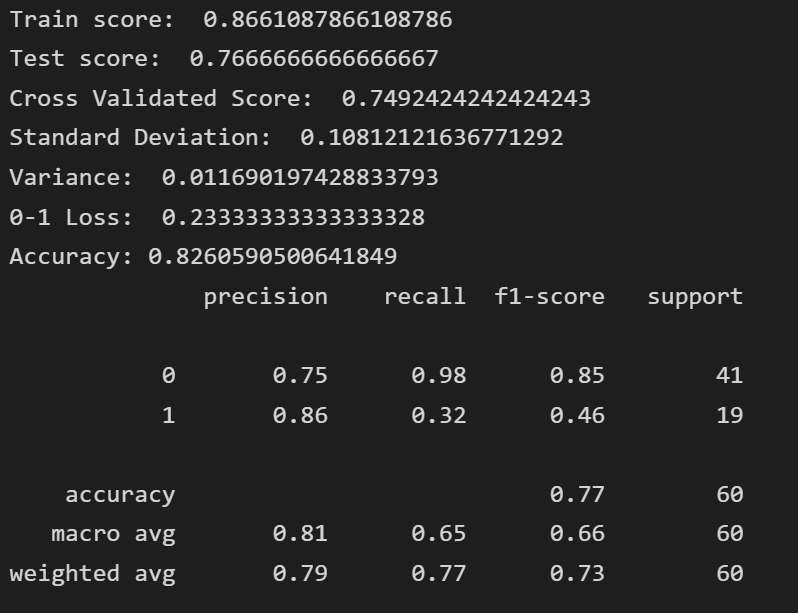 Train score:  0.8661087866108786
Test score:  0.7666666666666667
Cross Validated Score:  0.7492424242424243
Standard Deviation:  0.10812121636771292
Variance:  0.011690197428833793
0-1 Loss:  0.23333333333333328
Accuracy: 0.8260590500641849
              precision    recall  f1-score   support

           0       0.75      0.98      0.85        41
           1       0.86      0.32      0.46        19

    accuracy                           0.77        60
   macro avg       0.81      0.65      0.66        60
weighted avg       0.79      0.77      0.73        60